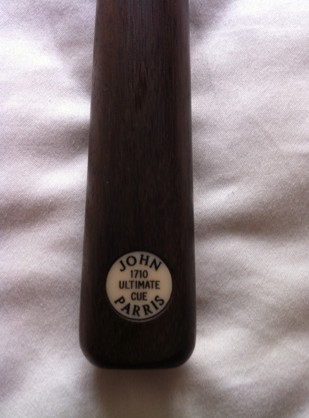 JOHN
1710
ULTIMATE
CUE
PARRIS